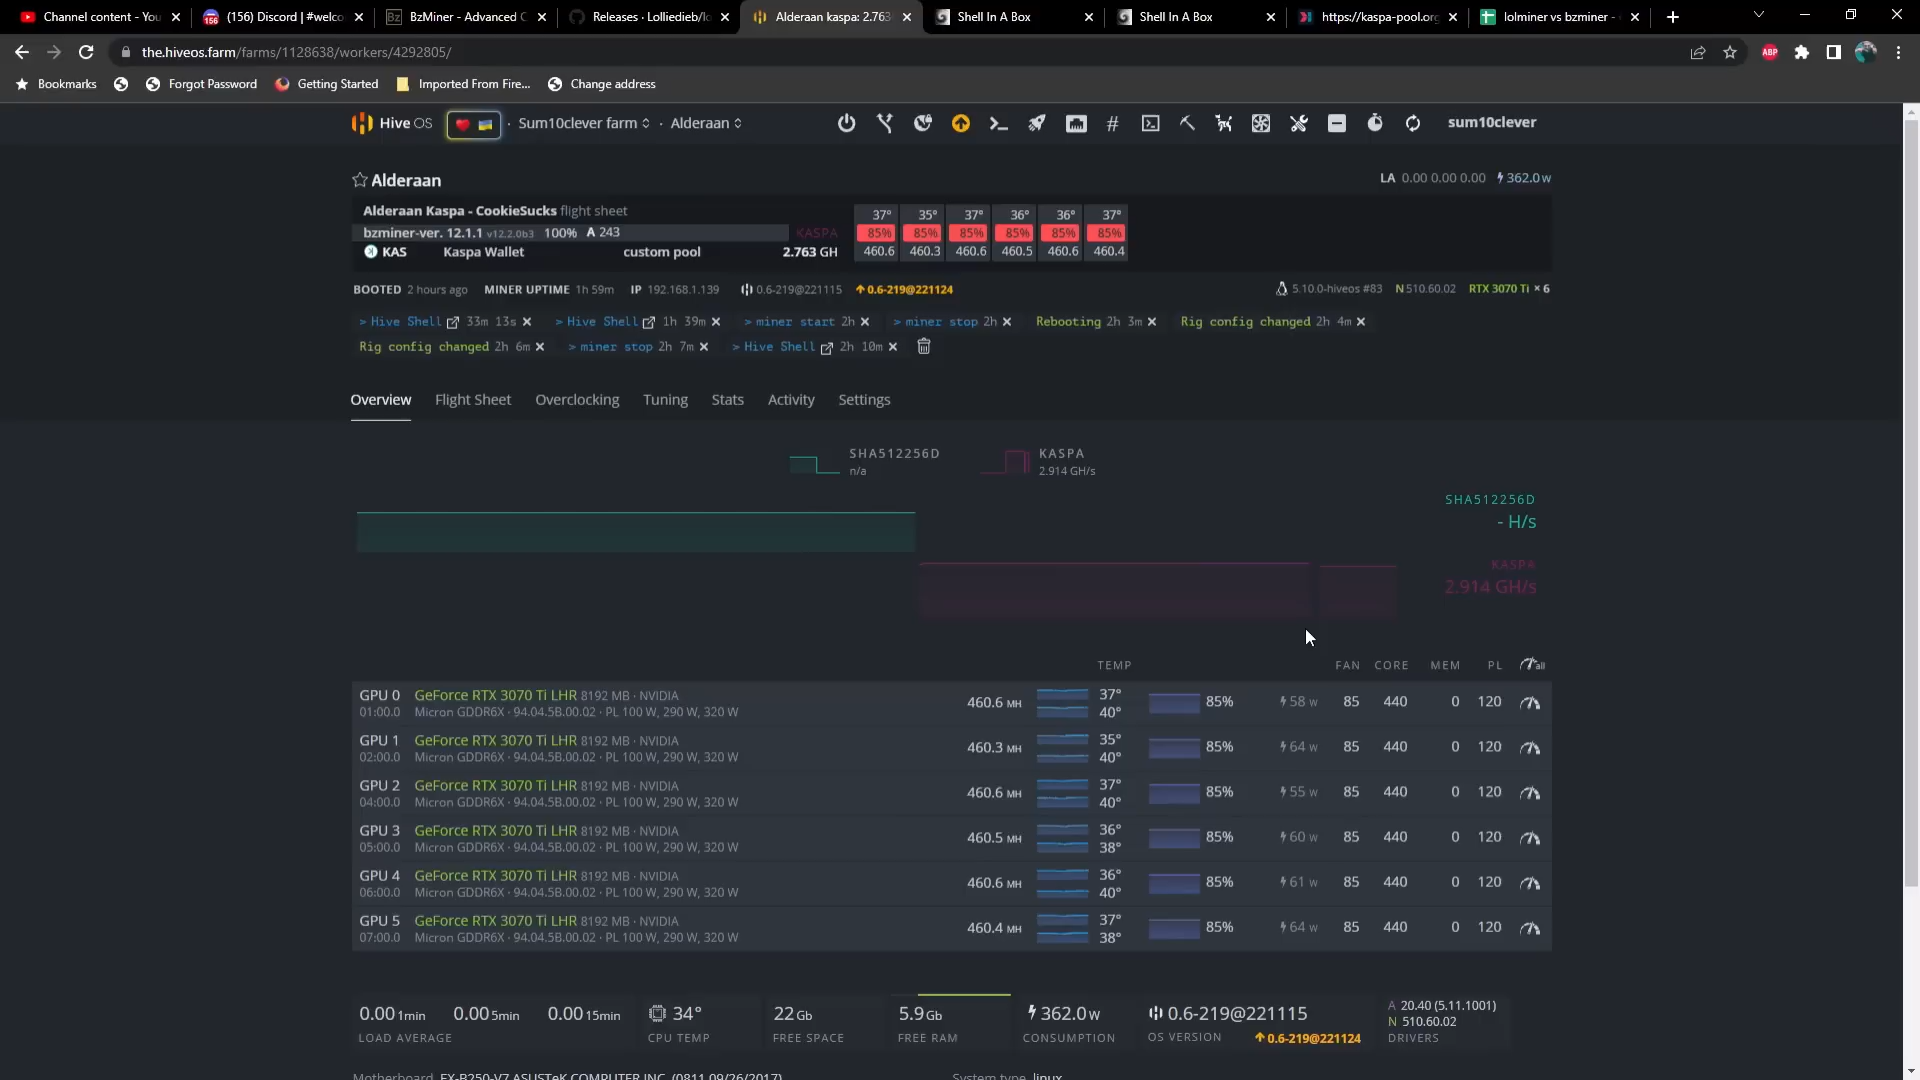 Channel content - You
(156) Discord | #welco
BzMiner - Advanced C
Releases · Lolliedieb/lo
Alderaan kaspa: 2.763
Shell In A Box
Shell In A Box
https://kaspa-pool.org
lolminer vs bzminer -
the.hiveos.farm/farms/1128638/workers/4292805/
ABP
Bookmarks
Forgot Password
Getting Started
Imported From Fire...
Change address
Hive OS
Sum10clever farm
Alderaan
sum10clever
Alderaan
LA 0.00 0.00 0.00 362.0 w
Alderaan Kaspa - CookieSucks flight sheet
bzminer-ver. 12.1.1 v12.2.0b3 100% A 243 KASPA
KAS Kaspa Wallet custom pool 2.763 GH
37° 35° 37° 36° 36° 37°
85% 85% 85% 85% 85% 85%
460.6 460.3 460.6 460.5 460.6 460.4
BOOTED 2 hours ago MINER UPTIME 1h 59m IP 192.168.1.139 0.6-219@221115 0.6-219@221124
5.10.0-hiveos #83 N 510.60.02 RTX 3070 Ti × 6
> Hive Shell 33m 13s > Hive Shell 1h 39m > miner start 2h > miner stop 2h Rebooting 2h 3m Rig config changed 2h 4m
Rig config changed 2h 6m > miner stop 2h 7m > Hive Shell 2h 10m
Overview Flight Sheet Overclocking Tuning Stats Activity Settings
SHA512256D
n/a
KASPA
2.914 GH/s
SHA512256D
- H/s
KASPA
2.914 GH/s
TEMP FAN CORE MEM PL all
GPU 0 GeForce RTX 3070 Ti LHR 8192 MB · NVIDIA 460.6 MH 37° 85% 58 w 85 440 0 120
01:00.0 Micron GDDR6X · 94.04.5B.00.02 · PL 100 W, 290 W, 320 W 40°
GPU 1 GeForce RTX 3070 Ti LHR 8192 MB · NVIDIA 460.3 MH 35° 85% 64 w 85 440 0 120
02:00.0 Micron GDDR6X · 94.04.5B.00.02 · PL 100 W, 290 W, 320 W 40°
GPU 2 GeForce RTX 3070 Ti LHR 8192 MB · NVIDIA 460.6 MH 37° 85% 55 w 85 440 0 120
04:00.0 Micron GDDR6X · 94.04.5B.00.02 · PL 100 W, 290 W, 320 W 40°
GPU 3 GeForce RTX 3070 Ti LHR 8192 MB · NVIDIA 460.5 MH 36° 85% 60 w 85 440 0 120
05:00.0 Micron GDDR6X · 94.04.5B.00.02 · PL 100 W, 290 W, 320 W 38°
GPU 4 GeForce RTX 3070 Ti LHR 8192 MB · NVIDIA 460.6 MH 36° 85% 61 w 85 440 0 120
06:00.0 Micron GDDR6X · 94.04.5B.00.02 · PL 100 W, 290 W, 320 W 40°
GPU 5 GeForce RTX 3070 Ti LHR 8192 MB · NVIDIA 460.4 MH 37° 85% 64 w 85 440 0 120
07:00.0 Micron GDDR6X · 94.04.5B.00.02 · PL 100 W, 290 W, 320 W 38°
0.00 1min 0.00 5min 0.00 15min
LOAD AVERAGE
34°
CPU TEMP
22 Gb
FREE SPACE
5.9 Gb
FREE RAM
362.0 w
CONSUMPTION
0.6-219@221115
OS VERSION 0.6-219@221124
A 20.40 (5.11.1001)
N 510.60.02
DRIVERS
Motherboard EX-B250-V7 ASUSTeK COMPUTER INC. (0811 09/26/2017) System type linux